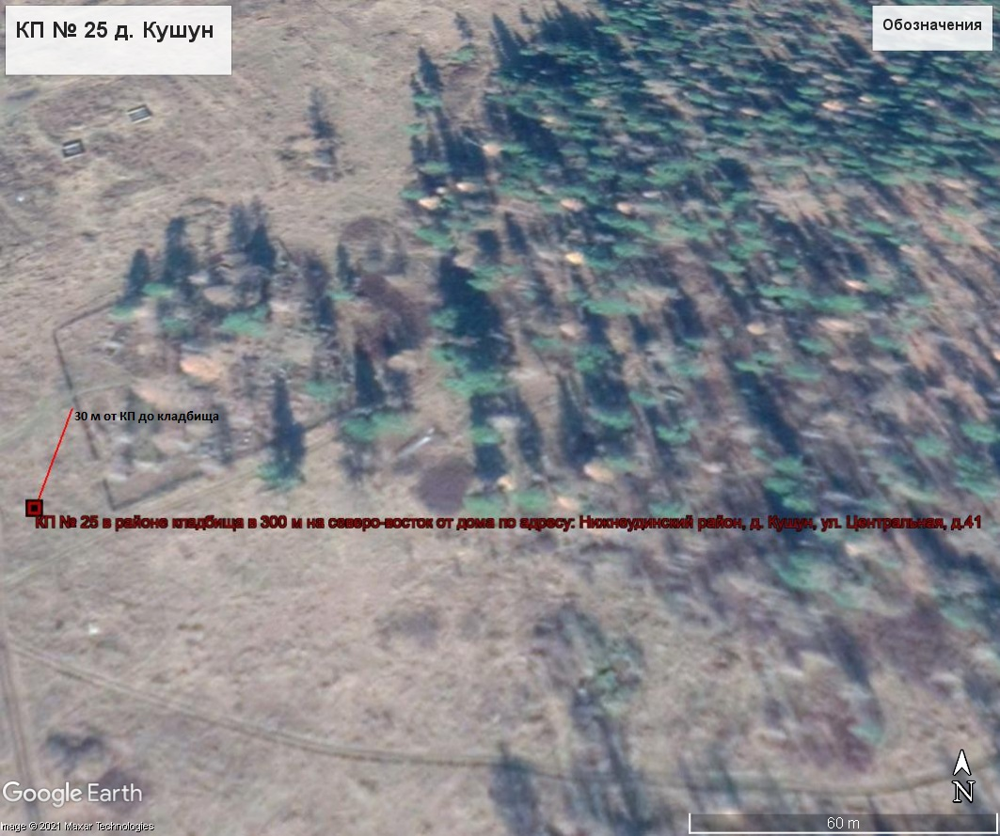 КП № 25 д. Кушун
Обозначения
30 м от КП до кладбища
КП № 25 в районе кладбища в 300 м на северо-восток от дома по адресу: Нижнеудинский район, д. Кушун, ул. Центральная, д.41
N
Google Earth
mage © 2021 Maxar Technologies
60 m